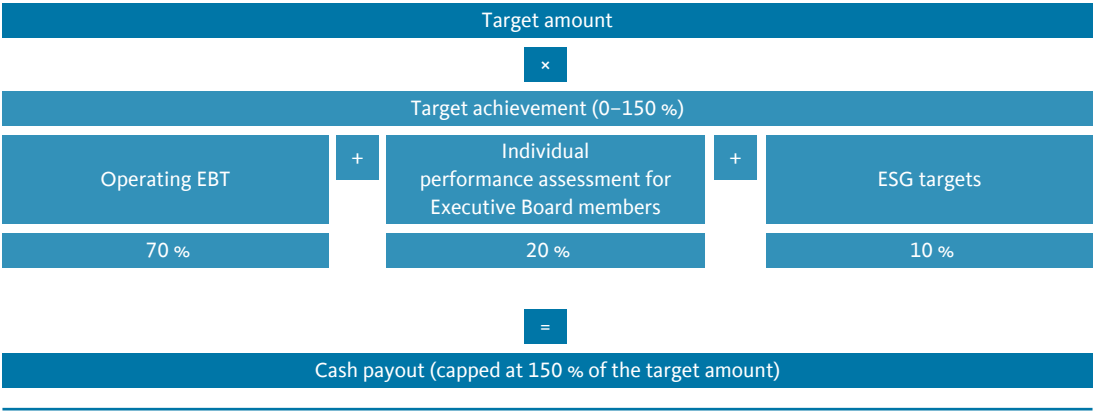 Target amount
×
Target achievement (0–150 %)
Operating EBT
+
Individual
performance assessment for
Executive Board members
+
ESG targets
70 %
20 %
10 %
=
Cash payout (capped at 150 % of the target amount)